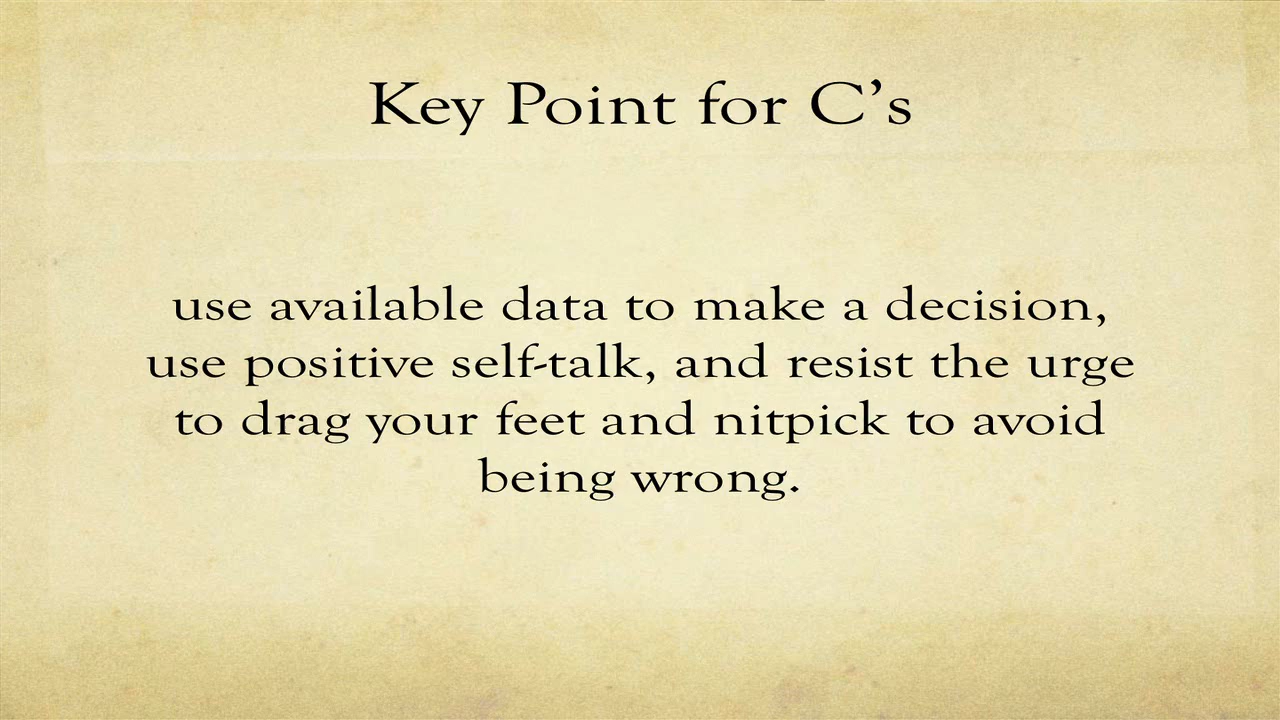 Key Point for C’s
use available data to make a decision,
use positive self-talk, and resist the urge
to drag your feet and nitpick to avoid
being wrong.